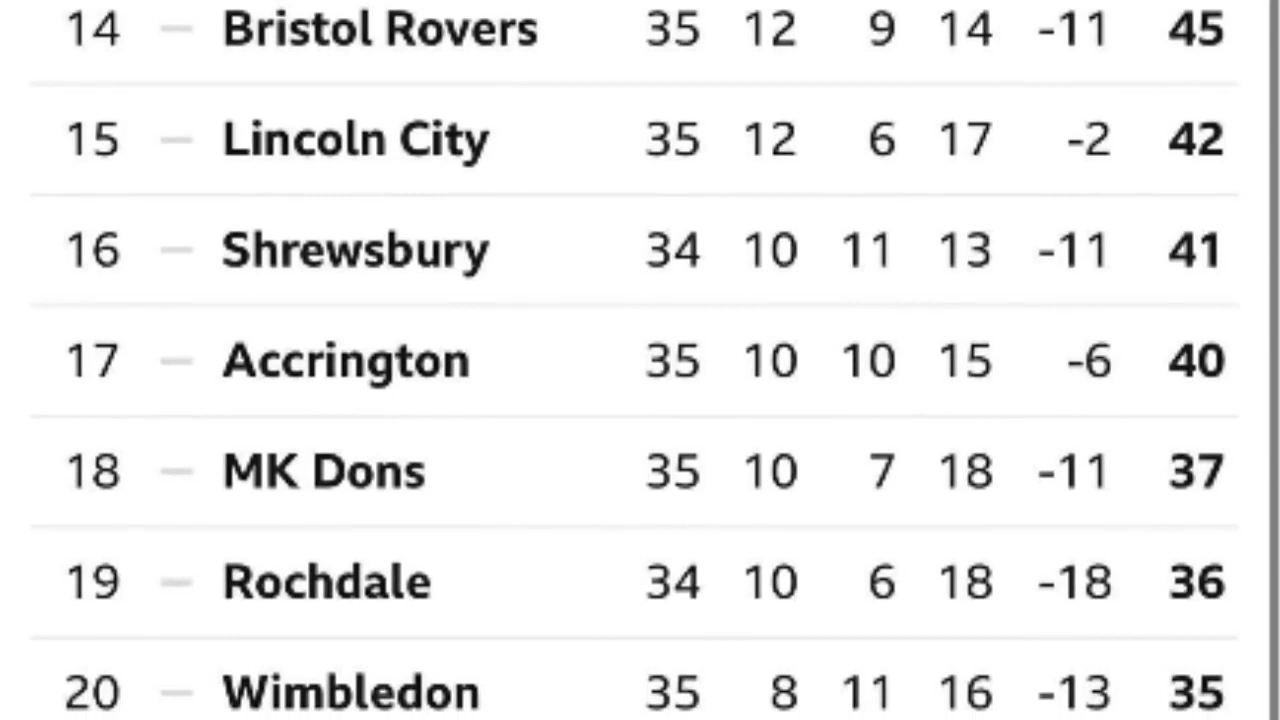 14 – Bristol Rovers 35 12 9 14 -11 45
15 – Lincoln City 35 12 6 17 -2 42
16 – Shrewsbury 34 10 11 13 -11 41
17 – Accrington 35 10 10 15 -6 40
18 – MK Dons 35 10 7 18 -11 37
19 – Rochdale 34 10 6 18 -18 36
20 – Wimbledon 35 8 11 16 -13 35